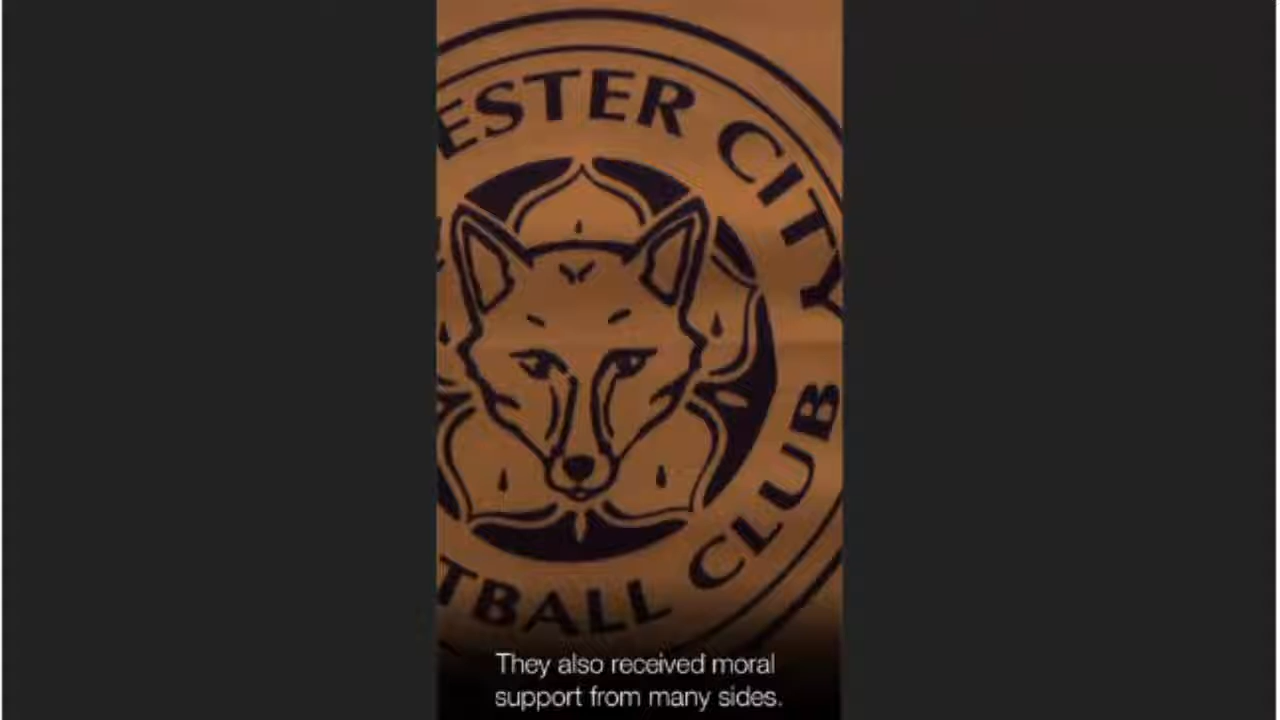 ESTER CITY
TBALL CLUB
They also received moral
support from many sides.